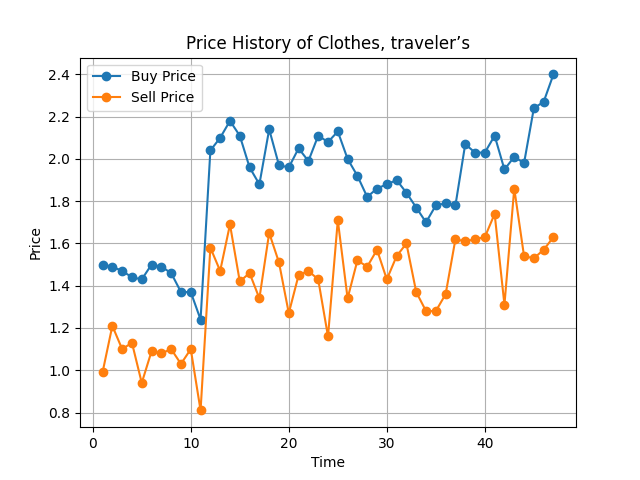 Price History of Clothes, traveler’s
Buy Price
Sell Price
Price
2.4
2.2
2.0
1.8
1.6
1.4
1.2
1.0
0.8
0
10
20
30
40
Time